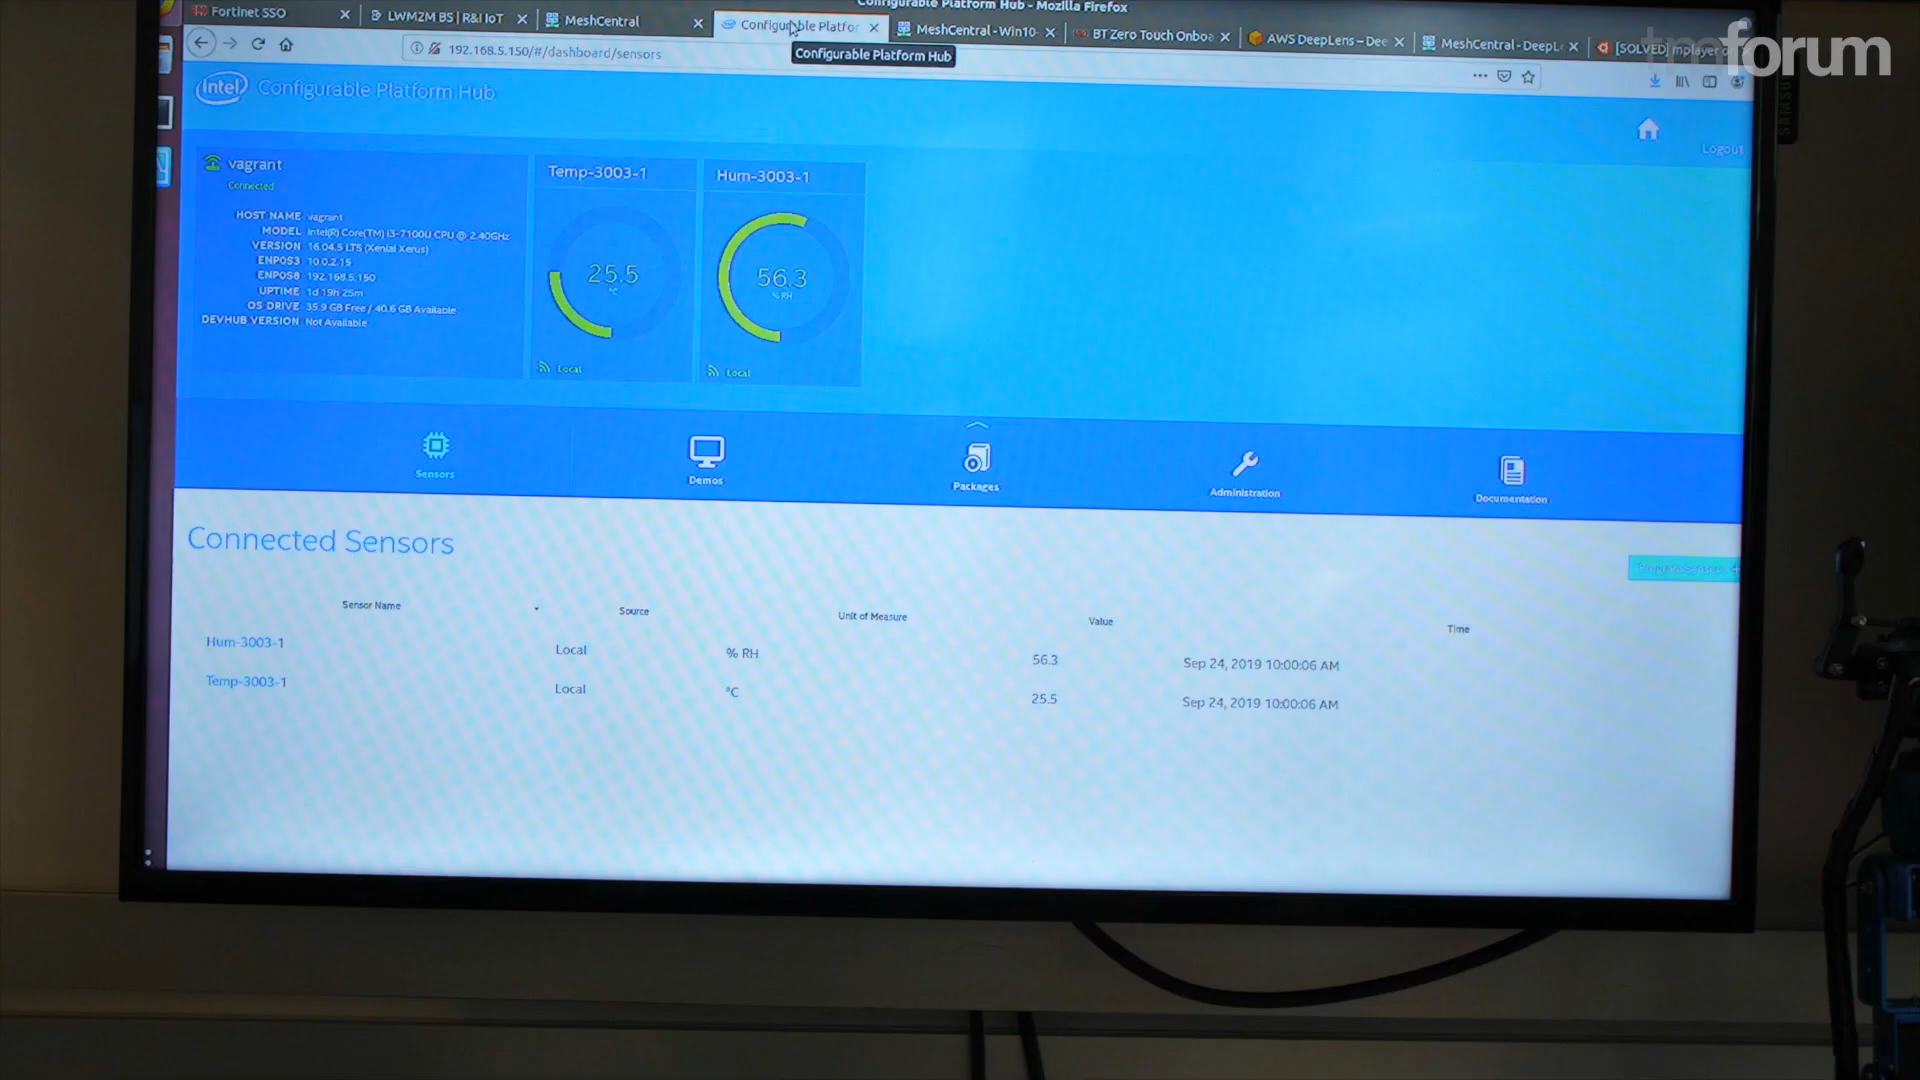 Configurable Platform Hub - Mozilla Firefox
Fortinet SSO
LWMZM BS | R&I IoT
MeshCentral
Configurable Platfor
MeshCentral - Win10-
BT Zero Touch Onboa
AWS DeepLens – Dee
MeshCentral - DeepL
[SOLVED] mplayer
tmforum
192.168.5.150/#/dashboard/sensors
Configurable Platform Hub
SAMSUNG
intel Configurable Platform Hub
Logout
vagrant
Connected
HOST NAME vagrant
MODEL Intel(R) Core(TM) i3-7100U CPU @ 2.40GHz
VERSION 16.04.5 LTS (Xenial Xerus)
ENP0S3 10.0.2.15
ENP0S8 192.168.5.150
UPTIME 1d 19h 25m
OS DRIVE 35.9 GB Free / 40.6 GB Available
DEVHUB VERSION Not Available
Temp-3003-1
25.5
°C
Local
Hum-3003-1
56.3
% RH
Local
Sensors
Demos
Packages
Administration
Documentation
Connected Sensors
Sensor Name Source Unit of Measure Value Time
Hum-3003-1 Local % RH 56.3 Sep 24, 2019 10:00:06 AM
Temp-3003-1 Local °C 25.5 Sep 24, 2019 10:00:06 AM